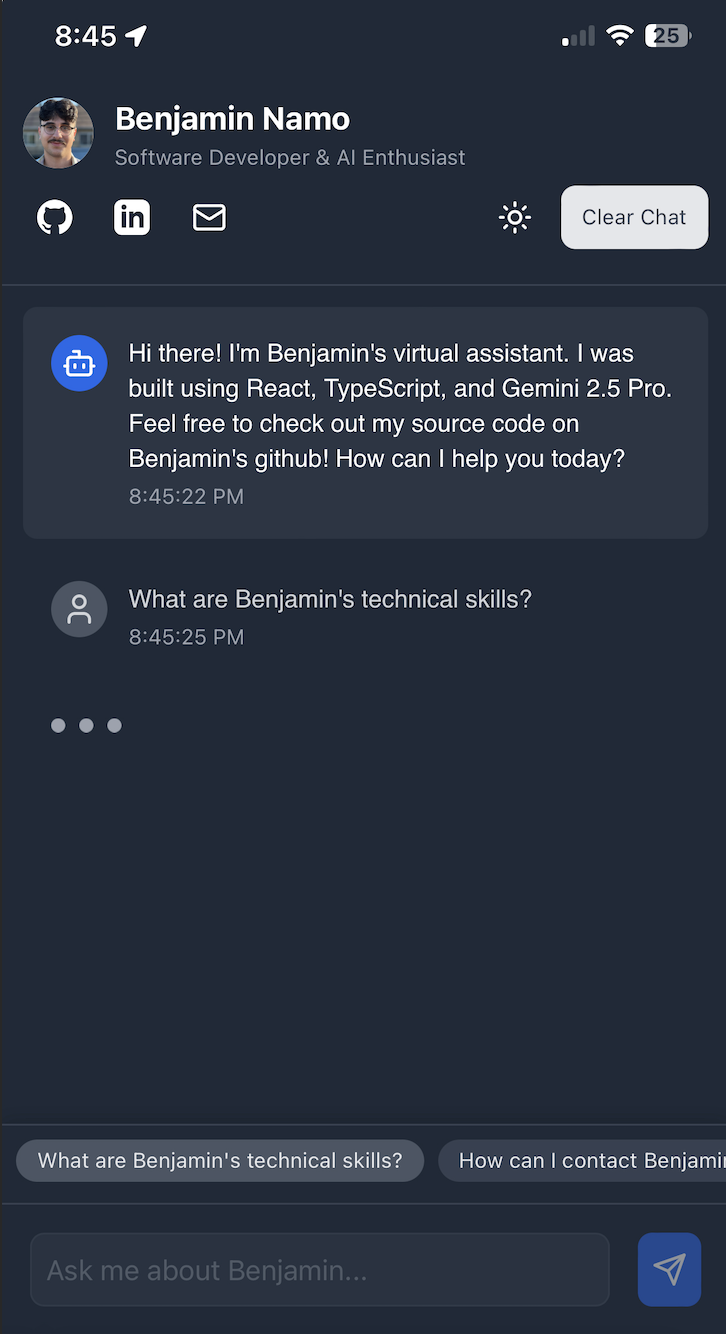 8:45
25
Benjamin Namo
Software Developer & AI Enthusiast
in
Clear Chat
Hi there! I'm Benjamin's virtual assistant. I was
built using React, TypeScript, and Gemini 2.5 Pro.
Feel free to check out my source code on
Benjamin's github! How can I help you today?
8:45:22 PM
What are Benjamin's technical skills?
8:45:25 PM
What are Benjamin's technical skills?
How can I contact Benjami
Ask me about Benjamin...